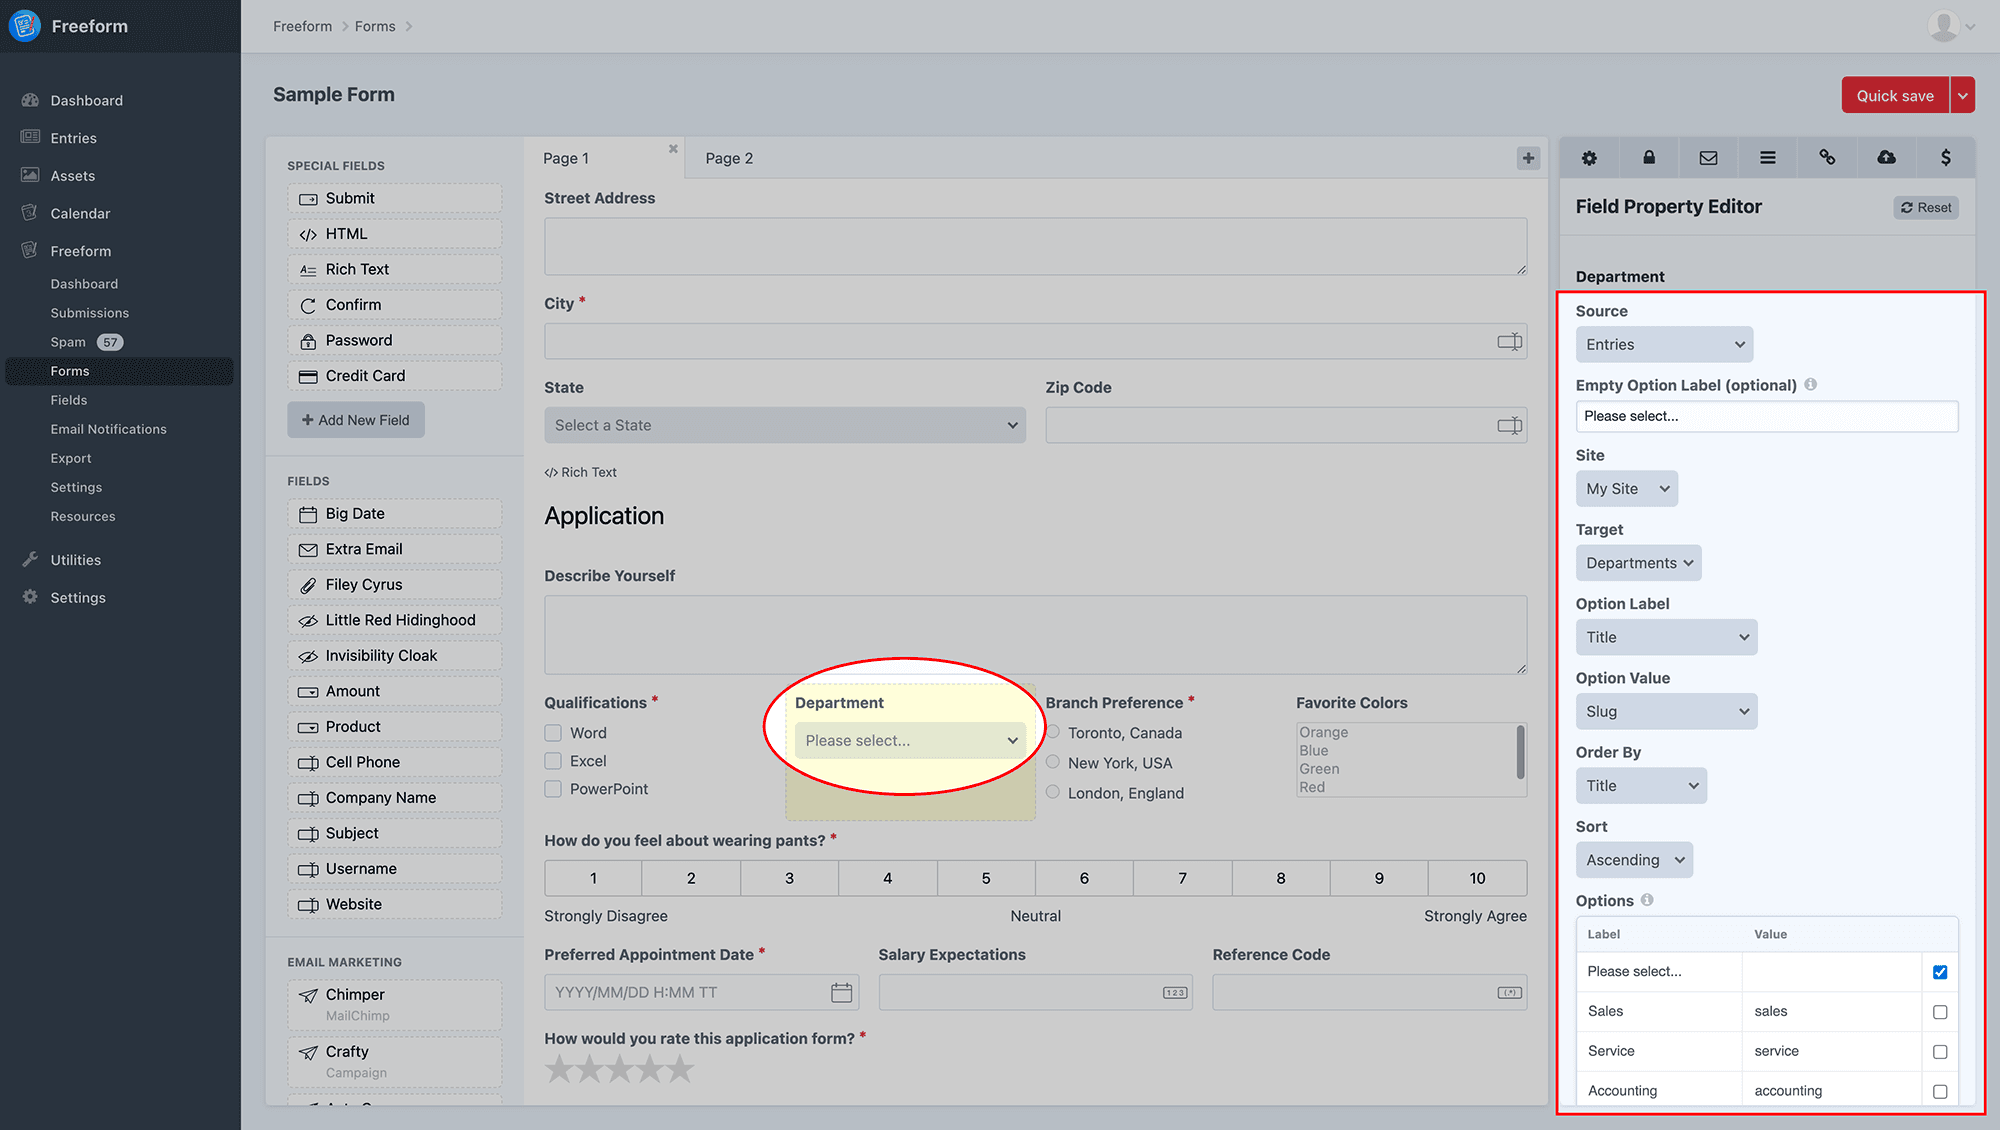 Freeform
Freeform
Forms
Dashboard
Entries
Assets
Calendar
Freeform
Dashboard
Submissions
Spam 57
Forms
Fields
Email Notifications
Export
Settings
Resources
Utilities
Settings
Sample Form
Quick save
SPECIAL FIELDS
Submit
HTML
Rich Text
Confirm
Password
Credit Card
+ Add New Field
FIELDS
Big Date
Extra Email
Filey Cyrus
Little Red Hidinghood
Invisibility Cloak
Amount
Product
Cell Phone
Company Name
Subject
Username
Website
EMAIL MARKETING
Chimper
MailChimp
Crafty
Campaign
Page 1
Page 2
Street Address
City *
State
Zip Code
Select a State
</> Rich Text
Application
Describe Yourself
Qualifications *
Word
Excel
PowerPoint
Department
Please select...
Branch Preference *
Toronto, Canada
New York, USA
London, England
Favorite Colors
Orange
Blue
Green
Red
How do you feel about wearing pants? *
1 2 3 4 5 6 7 8 9 10
Strongly Disagree Neutral Strongly Agree
Preferred Appointment Date *
YYYY/MM/DD H:MM TT
Salary Expectations
123
Reference Code
(.*)
How would you rate this application form? *
Field Property Editor
Reset
Department
Source
Entries
Empty Option Label (optional)
Please select...
Site
My Site
Target
Departments
Option Label
Title
Option Value
Slug
Order By
Title
Sort
Ascending
Options
Label Value
Please select...
Sales sales
Service service
Accounting accounting